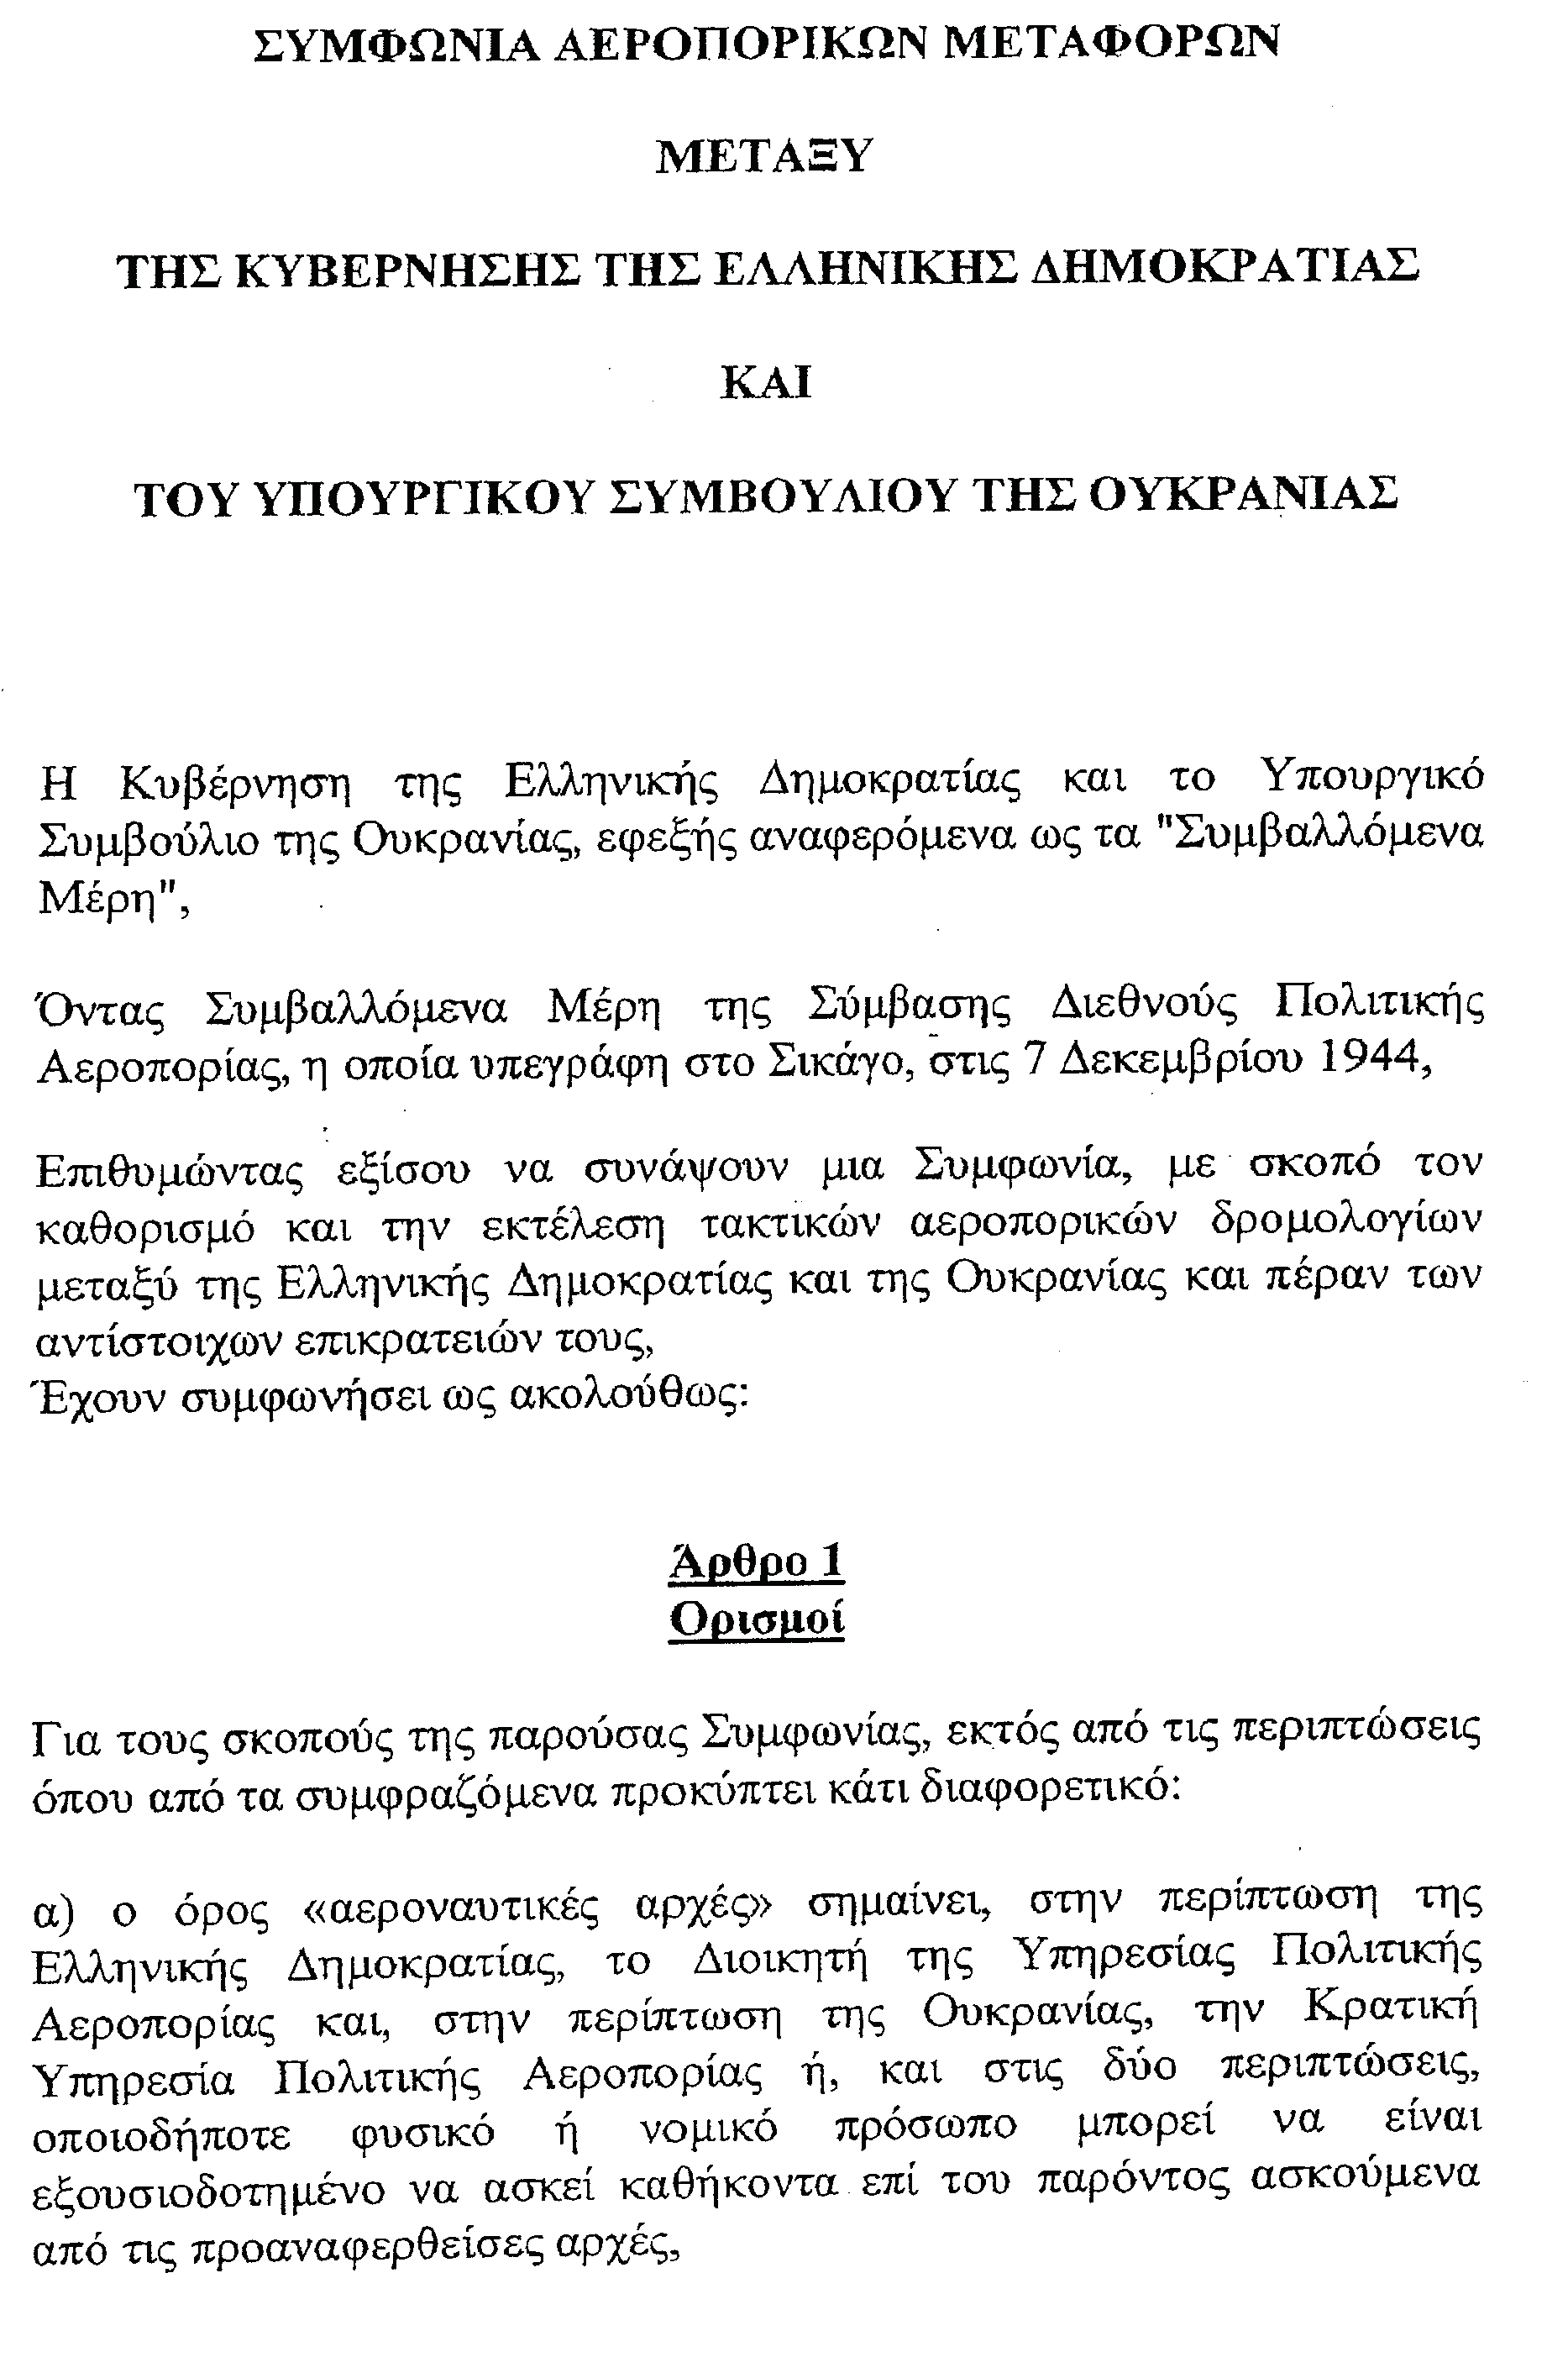 ΣΥΜΦΩΝΙΑ ΑΕΡΟΠΟΡΙΚΩΝ ΜΕΤΑΦΟΡΩΝ
ΜΕΤΑΞΥ
ΤΗΣ ΚΥΒΕΡΝΗΣΗΣ ΤΗΣ ΕΛΛΗΝΙΚΗΣ ΔΗΜΟΚΡΑΤΙΑΣ
ΚΑΙ
ΤΟΥ ΥΠΟΥΡΓΙΚΟΥ ΣΥΜΒΟΥΛΙΟΥ ΤΗΣ ΟΥΚΡΑΝΙΑΣ
Η Κυβέρνηση της Ελληνικής Δημοκρατίας και το Υπουργικό
Συμβούλιο της Ουκρανίας, εφεξής αναφερόμενα ως τα "Συμβαλλόμενα
Μέρη",
Όντας Συμβαλλόμενα Μέρη της Σύμβασης Διεθνούς Πολιτικής
Αεροπορίας, η οποία υπεγράφη στο Σικάγο, στις 7 Δεκεμβρίου 1944,
Επιθυμώντας εξίσου να συνάψουν μια Συμφωνία, με σκοπό τον
καθορισμό και την εκτέλεση τακτικών αεροπορικών δρομολογίων
μεταξύ της Ελληνικής Δημοκρατίας και της Ουκρανίας και πέραν των
αντίστοιχων επικρατειών τους,
Έχουν συμφωνήσει ως ακολούθως:
Άρθρο 1
Ορισμοί
Για τους σκοπούς της παρούσας Συμφωνίας, εκτός από τις περιπτώσεις
όπου από τα συμφραζόμενα προκύπτει κάτι διαφορετικό:
α) ο όρος «αεροναυτικές αρχές» σημαίνει, στην περίπτωση της
Ελληνικής Δημοκρατίας, το Διοικητή της Υπηρεσίας Πολιτικής
Αεροπορίας και, στην περίπτωση της Ουκρανίας, την Κρατική
Υπηρεσία Πολιτικής Αεροπορίας ή, και στις δύο περιπτώσεις,
οποιοδήποτε φυσικό ή νομικό πρόσωπο μπορεί να είναι
εξουσιοδοτημένο να ασκεί καθήκοντα επί του παρόντος ασκούμενα
από τις προαναφερθείσες αρχές,